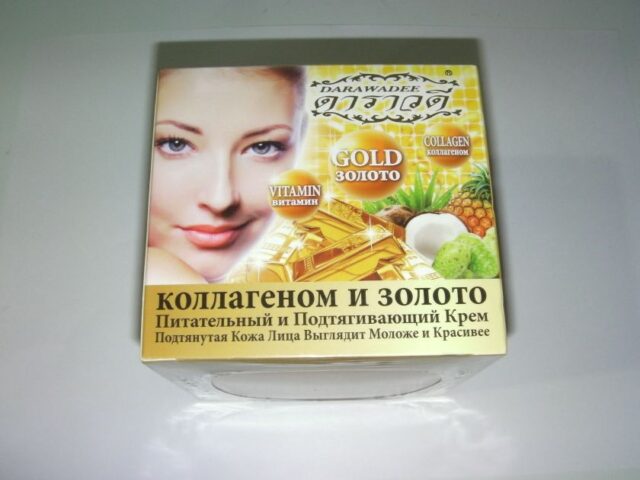 DARAWADEE
ดาราวดี
®
COLLAGEN
коллагеном
GOLD
золото
VITAMIN
витамин
КОЛЛАГЕНОМ И ЗОЛОТО
Питательный и Подтягивающий Крем
Подтянутая Кожа Лица Выглядит Моложе и Красивее